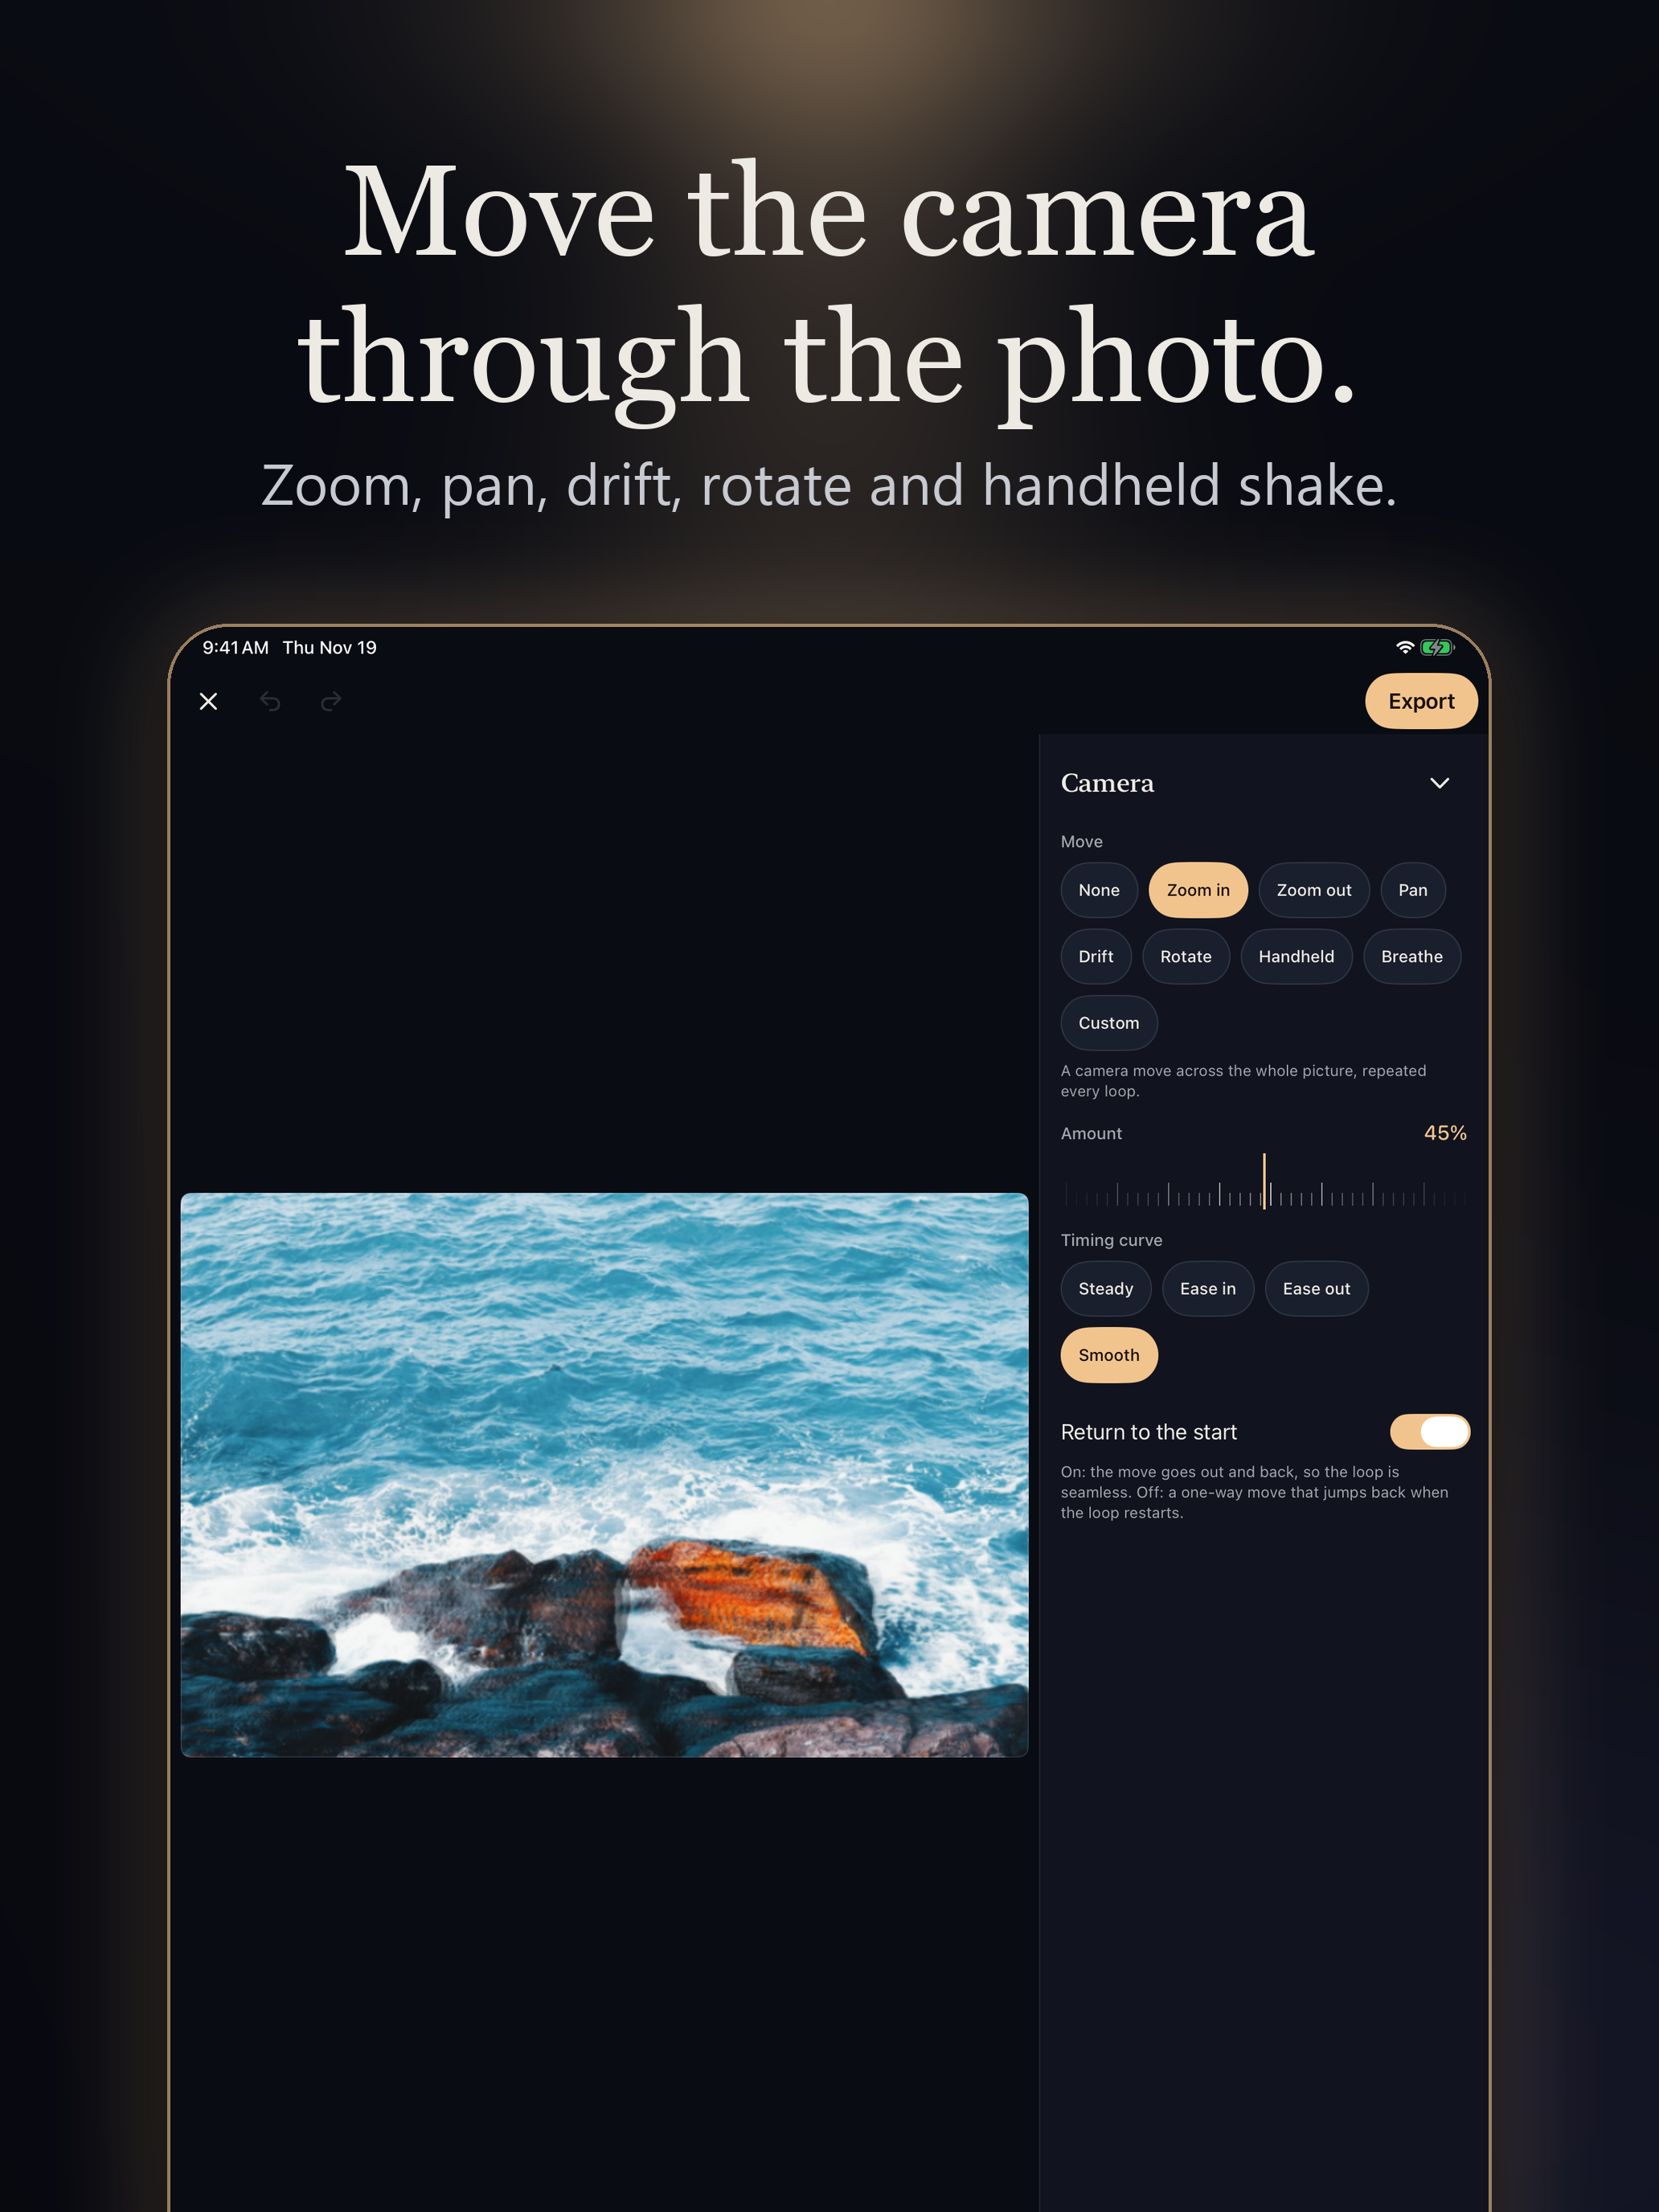 Move the camera
through the photo.
Zoom, pan, drift, rotate and handheld shake.
9:41 AM Thu Nov 19
Export
Camera
Move
None Zoom in Zoom out Pan
Drift Rotate Handheld Breathe
Custom
A camera move across the whole picture, repeated
every loop.
Amount 45%
Timing curve
Steady Ease in Ease out
Smooth
Return to the start
On: the move goes out and back, so the loop is
seamless. Off: a one-way move that jumps back when
the loop restarts.